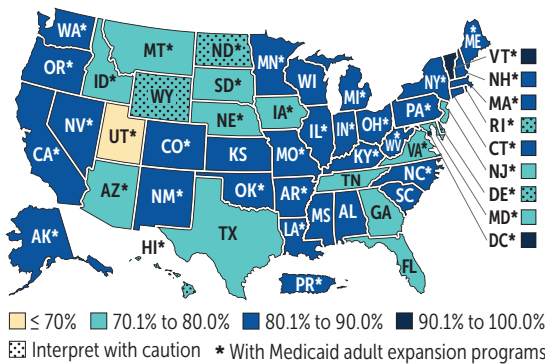 WA*
OR*
CA*
NV*
ID*
MT*
WY
UT*
AZ*
CO*
NM*
ND*
SD*
NE*
KS
OK*
TX
MN*
IA*
MO*
AR*
LA*
WI
IL*
MI*
IN*
OH*
KY*
TN
MS
AL
GA
FL
SC
NC*
VA*
WV*
PA*
NY*
ME*
AK*
HI*
PR*
VT*
NH*
MA*
RI*
CT*
NJ*
DE*
MD*
DC*
≤ 70% 70.1% to 80.0% 80.1% to 90.0% 90.1% to 100.0%
Interpret with caution * With Medicaid adult expansion programs